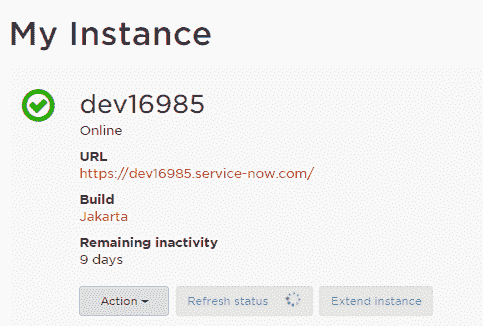 My Instance
dev16985
Online
URL
https://dev16985.service-now.com/
Build
Jakarta
Remaining inactivity
9 days
Action
Refresh status
Extend instance